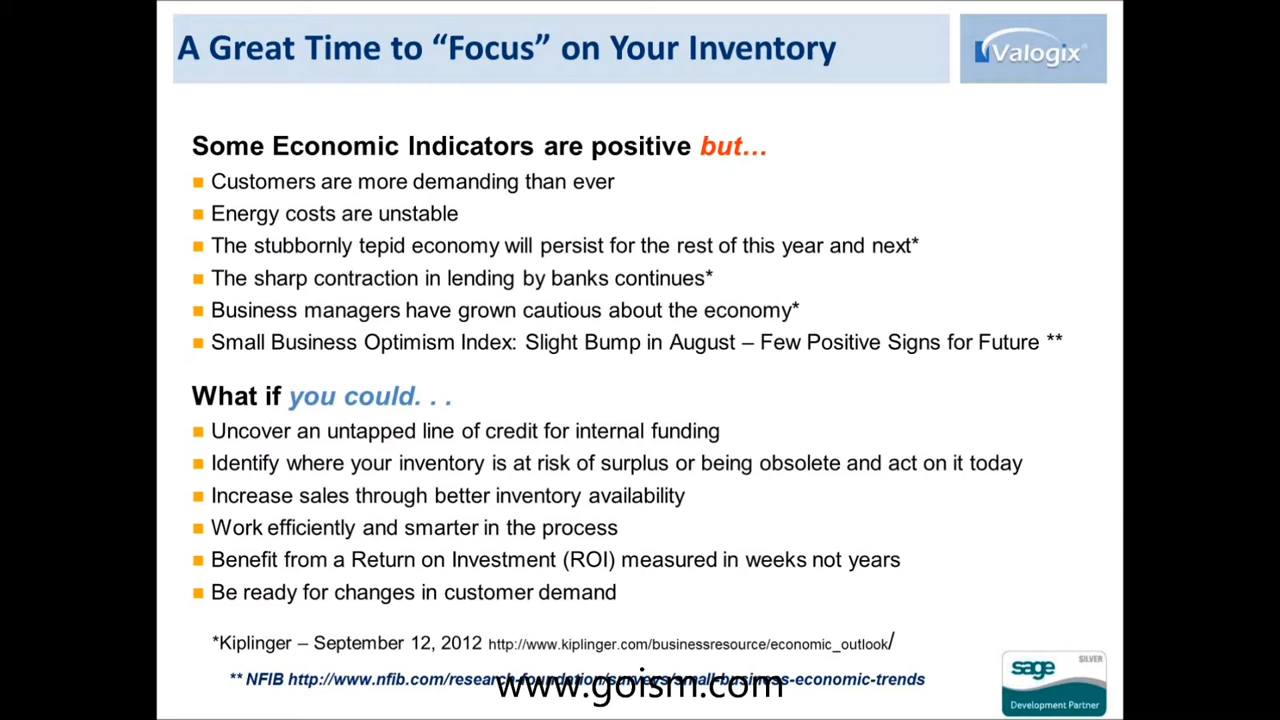 A Great Time to “Focus” on Your Inventory
Valogix®
Some Economic Indicators are positive but...
Customers are more demanding than ever
Energy costs are unstable
The stubbornly tepid economy will persist for the rest of this year and next*
The sharp contraction in lending by banks continues*
Business managers have grown cautious about the economy*
Small Business Optimism Index: Slight Bump in August – Few Positive Signs for Future **
What if you could. . .
Uncover an untapped line of credit for internal funding
Identify where your inventory is at risk of surplus or being obsolete and act on it today
Increase sales through better inventory availability
Work efficiently and smarter in the process
Benefit from a Return on Investment (ROI) measured in weeks not years
Be ready for changes in customer demand
*Kiplinger – September 12, 2012 http://www.kiplinger.com/businessresource/economic_outlook/
** NFIB http://www.nfib.com/research-foundation/surveys/small-business-economic-trends
www.goism.com
sage
SILVER
Development Partner